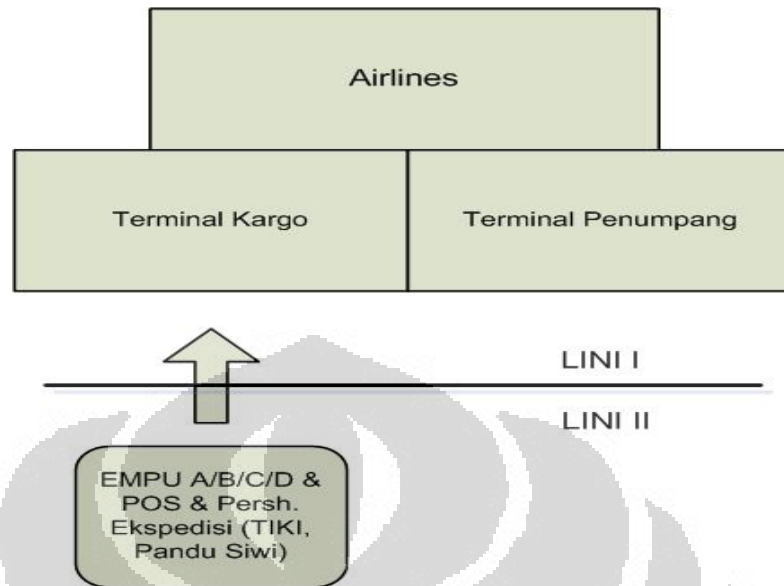 Airlines
Terminal Kargo
Terminal Penumpang
LINI I
LINI II
EMPU A/B/C/D &
POS & Persh.
Ekspedisi (TIKI,
Pandu Siwi)